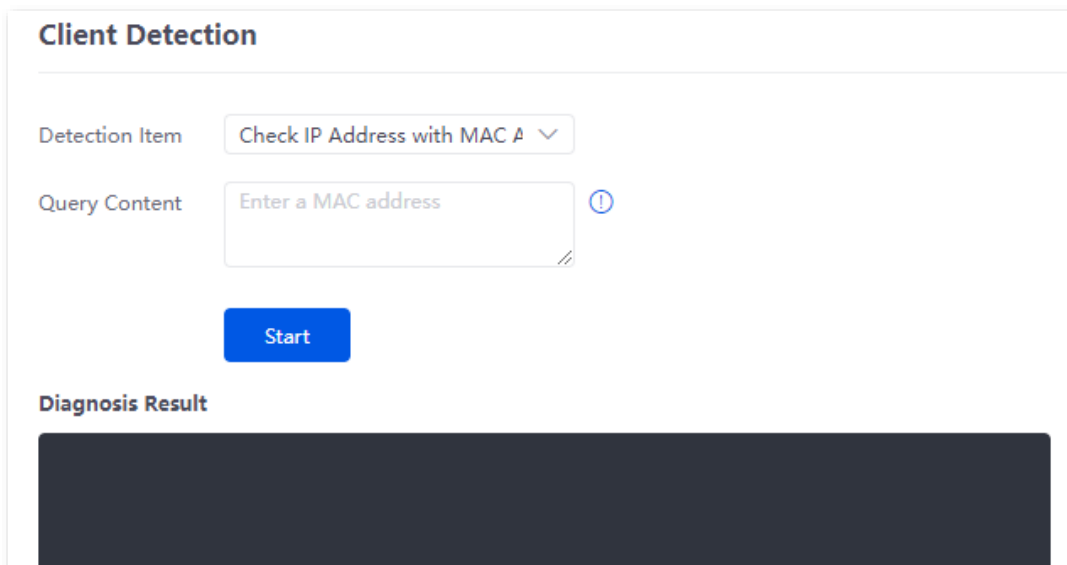 Client Detection
Detection Item Check IP Address with MAC A
Query Content Enter a MAC address
Start
Diagnosis Result